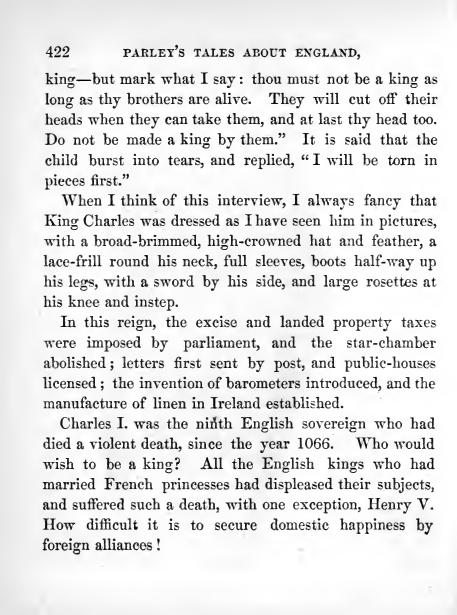 422 PARLEY'S TALES ABOUT ENGLAND,
king—but mark what I say: thou must not be a king as
long as thy brothers are alive. They will cut off their
heads when they can take them, and at last thy head too.
Do not be made a king by them." It is said that the
child burst into tears, and replied, "I will be torn in
pieces first."
When I think of this interview, I always fancy that
King Charles was dressed as I have seen him in pictures,
with a broad-brimmed, high-crowned hat and feather, a
lace-frill round his neck, full sleeves, boots half-way up
his legs, with a sword by his side, and large rosettes at
his knee and instep.
In this reign, the excise and landed property taxes
were imposed by parliament, and the star-chamber
abolished; letters first sent by post, and public-houses
licensed; the invention of barometers introduced, and the
manufacture of linen in Ireland established.
Charles I. was the ninth English sovereign who had
died a violent death, since the year 1066. Who would
wish to be a king? All the English kings who had
married French princesses had displeased their subjects,
and suffered such a death, with one exception, Henry V.
How difficult it is to secure domestic happiness by
foreign alliances!